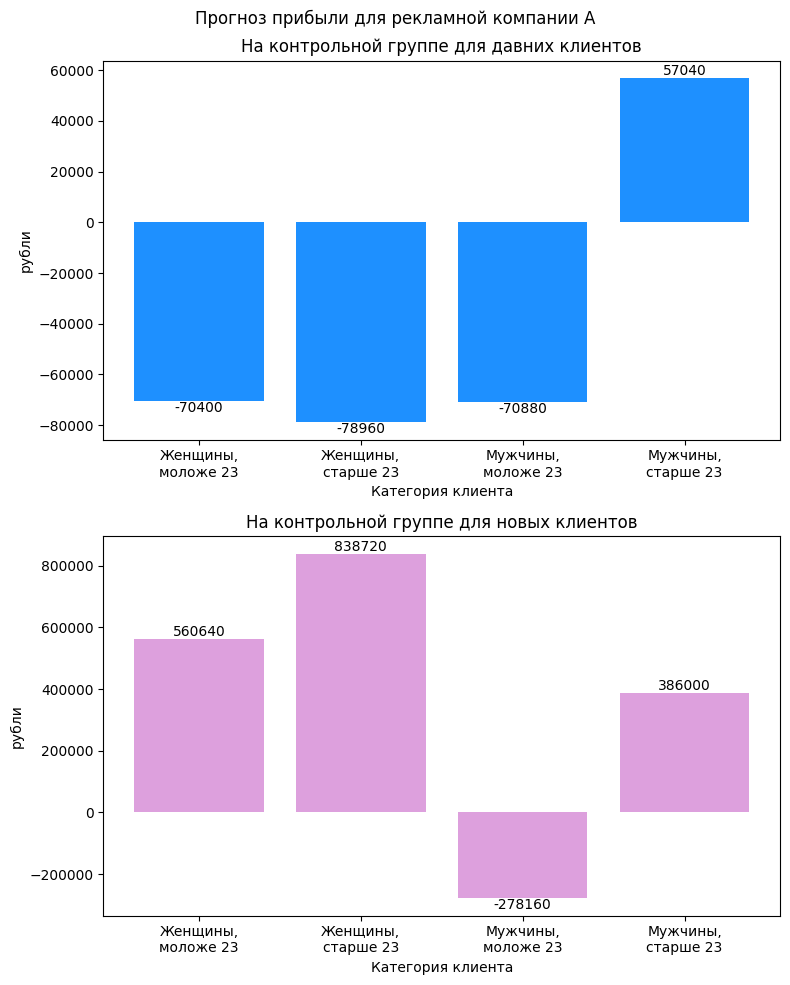 Прогноз прибыли для рекламной компании А
На контрольной группе для давних клиентов
60000
40000
20000
0
−20000
−40000
−60000
−80000
рубли
57040
-70400
-78960
-70880
Женщины,
моложе 23
Женщины,
старше 23
Мужчины,
моложе 23
Мужчины,
старше 23
Категория клиента
На контрольной группе для новых клиентов
800000
600000
400000
200000
0
−200000
рубли
560640
838720
-278160
386000
Женщины,
моложе 23
Женщины,
старше 23
Мужчины,
моложе 23
Мужчины,
старше 23
Категория клиента